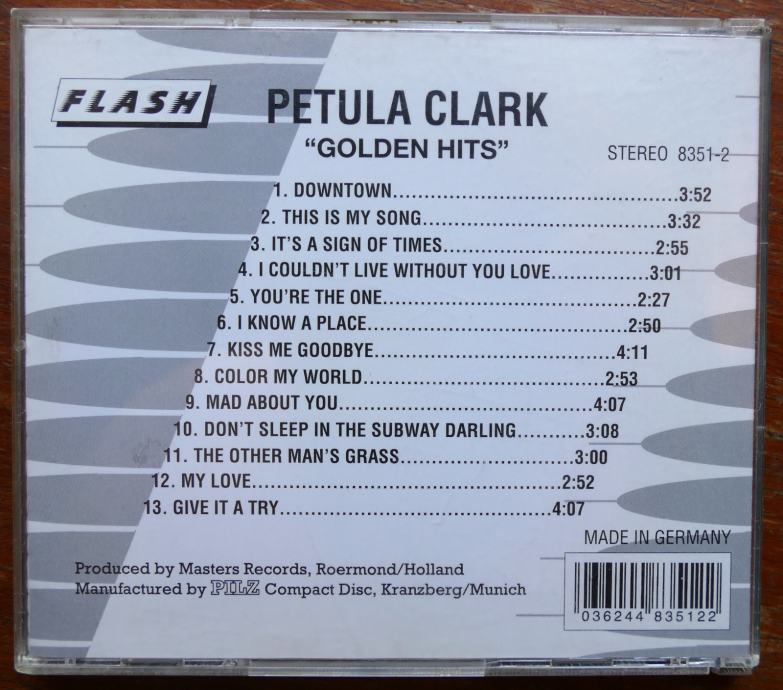 FLASH
PETULA CLARK
“GOLDEN HITS”
STEREO 8351-2
1. DOWNTOWN....................................................3:52
2. THIS IS MY SONG.............................................3:32
3. IT'S A SIGN OF TIMES.......................................2:55
4. I COULDN'T LIVE WITHOUT YOU LOVE..................3:01
5. YOU'RE THE ONE..............................................2:27
6. I KNOW A PLACE..............................................2:50
7. KISS ME GOODBYE...........................................4:11
8. COLOR MY WORLD...........................................2:53
9. MAD ABOUT YOU.............................................4:07
10. DON'T SLEEP IN THE SUBWAY DARLING............3:08
11. THE OTHER MAN'S GRASS................................3:00
12. MY LOVE......................................................2:52
13. GIVE IT A TRY................................................4:07
MADE IN GERMANY
Produced by Masters Records, Roermond/Holland
Manufactured by PILZ Compact Disc, Kranzberg/Munich
036244 835122